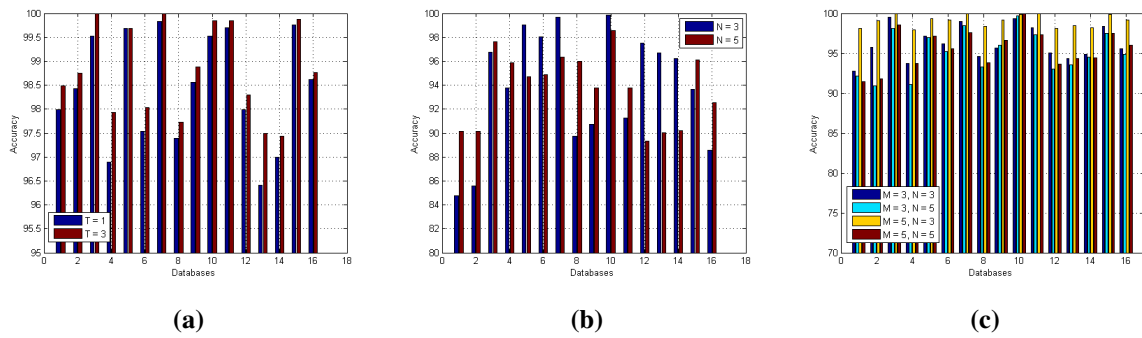 100
99.5
99
98.5
98
97.5
97
96.5
96
95.5
95
Accuracy
T = 1
T = 3
0 2 4 6 8 10 12 14 16 18
Databases
(a)
100
98
96
94
92
90
88
86
84
82
80
Accuracy
N = 3
N = 5
0 2 4 6 8 10 12 14 16 18
Databases
(b)
100
95
90
85
80
75
70
Accuracy
M = 3, N = 3
M = 3, N = 5
M = 5, N = 3
M = 5, N = 5
0 2 4 6 8 10 12 14 16 18
Databases
(c)